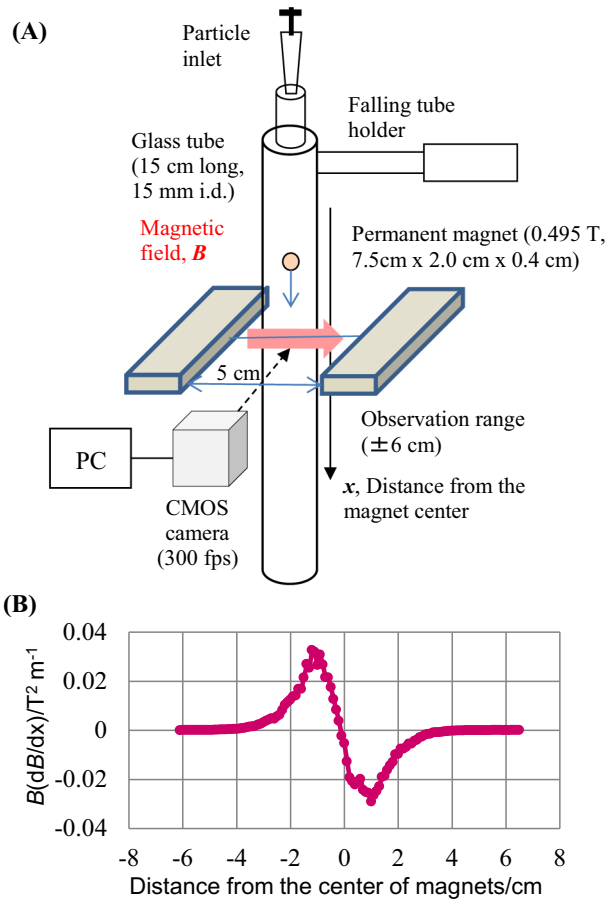 (A)
Particle
inlet
Falling tube
holder
Glass tube
(15 cm long,
15 mm i.d.)
Magnetic
field, B
Permanent magnet (0.495 T,
7.5cm x 2.0 cm x 0.4 cm)
5 cm
Observation range
(±6 cm)
PC
x, Distance from the
magnet center
CMOS
camera
(300 fps)
(B)
B(dB/dx)/T² m⁻¹
0.04
0.02
0
-0.02
-0.04
-8 -6 -4 -2 0 2 4 6 8
Distance from the center of magnets/cm